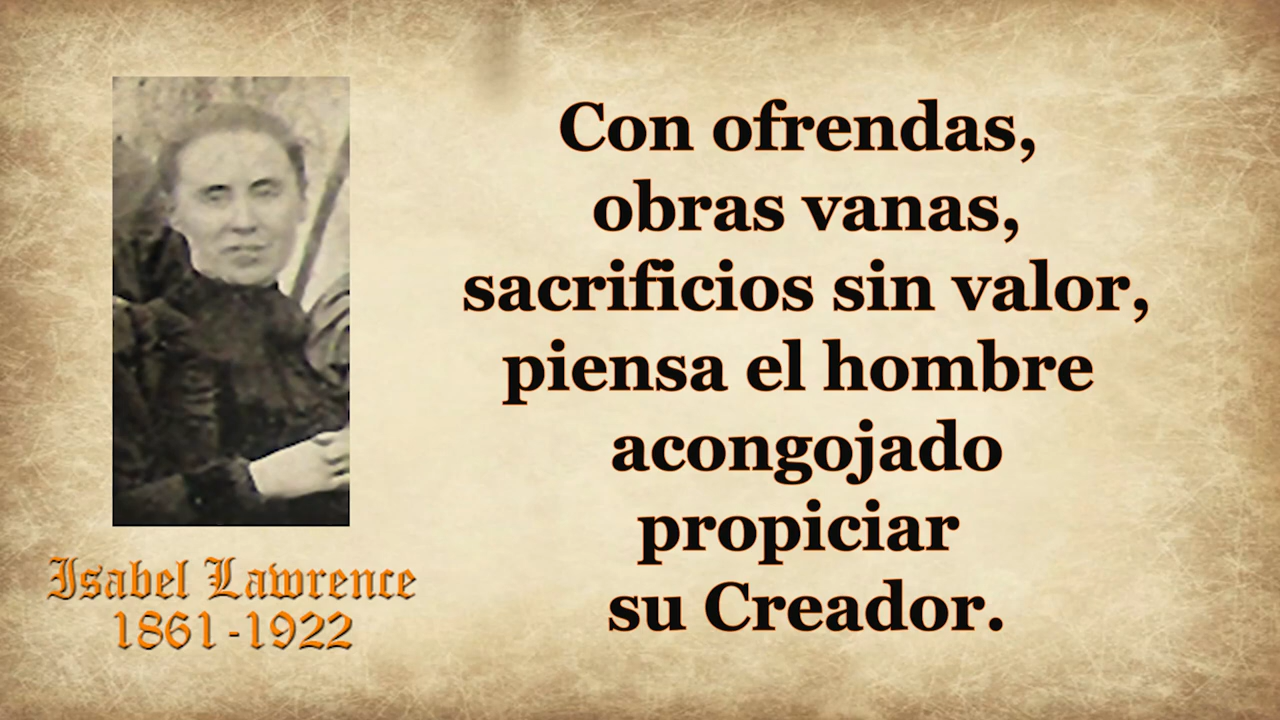 Con ofrendas,
obras vanas,
sacrificios sin valor,
piensa el hombre
acongojado
propiciar
su Creador.
Isabel Lawrence
1861-1922